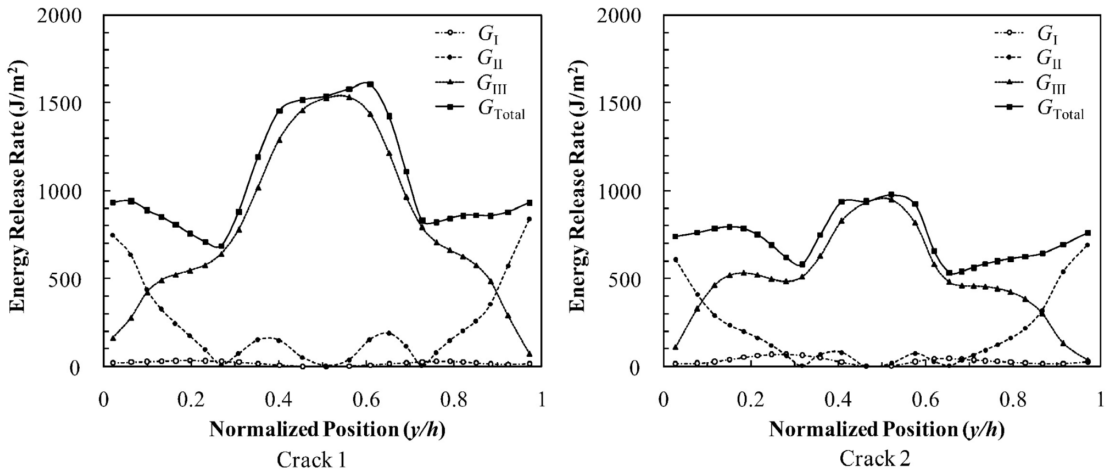 2000
1500
1000
500
0
Energy Release Rate (J/m²)
G_I
G_II
G_III
G_Total
0 0.2 0.4 0.6 0.8 1
Normalized Position (y/h)
Crack 1
2000
1500
1000
500
0
Energy Release Rate (J/m²)
G_I
G_II
G_III
G_Total
0 0.2 0.4 0.6 0.8 1
Normalized Position (y/h)
Crack 2